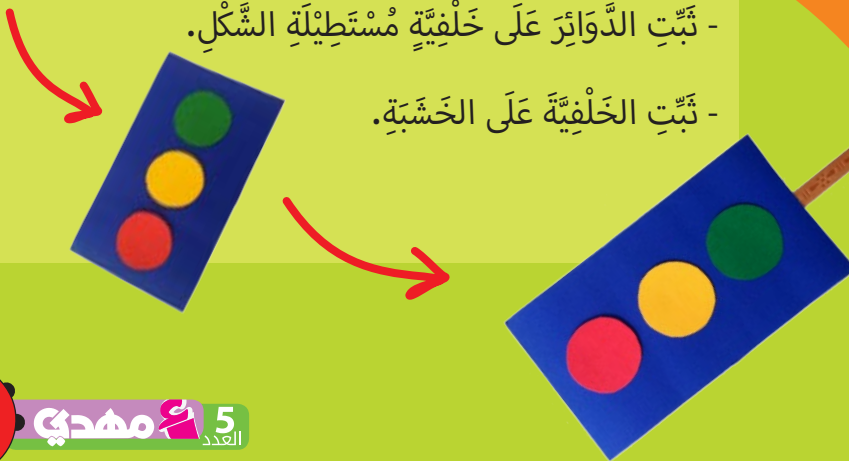 - ثَبِّتِ الدَّوَائِرَ عَلَى خَلْفِيَّةٍ مُسْتَطِيْلَةِ الشَّكْلِ.
- ثَبِّتِ الخَلْفِيَّةَ عَلَى الخَشَبَةِ.
مهدي
5
العدد